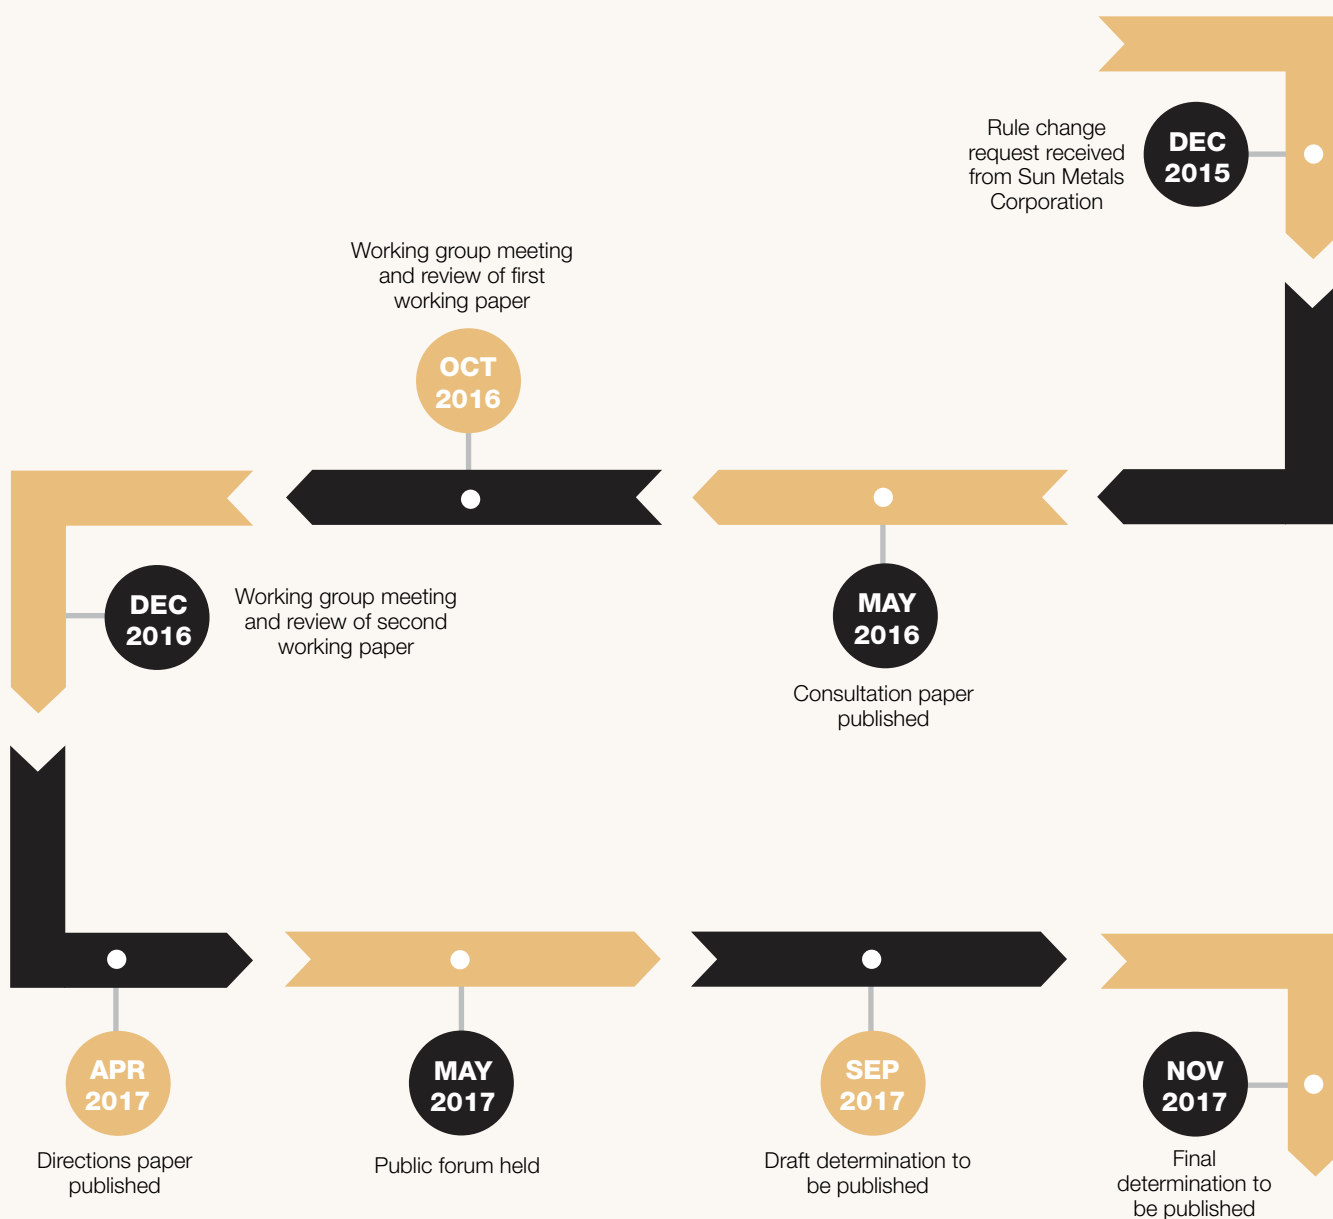 Rule change
request received
from Sun Metals
Corporation
DEC
2015
Working group meeting
and review of first
working paper
OCT
2016
MAY
2016
Consultation paper
published
DEC
2016
Working group meeting
and review of second
working paper
APR
2017
Directions paper
published
MAY
2017
Public forum held
SEP
2017
Draft determination to
be published
NOV
2017
Final
determination to
be published